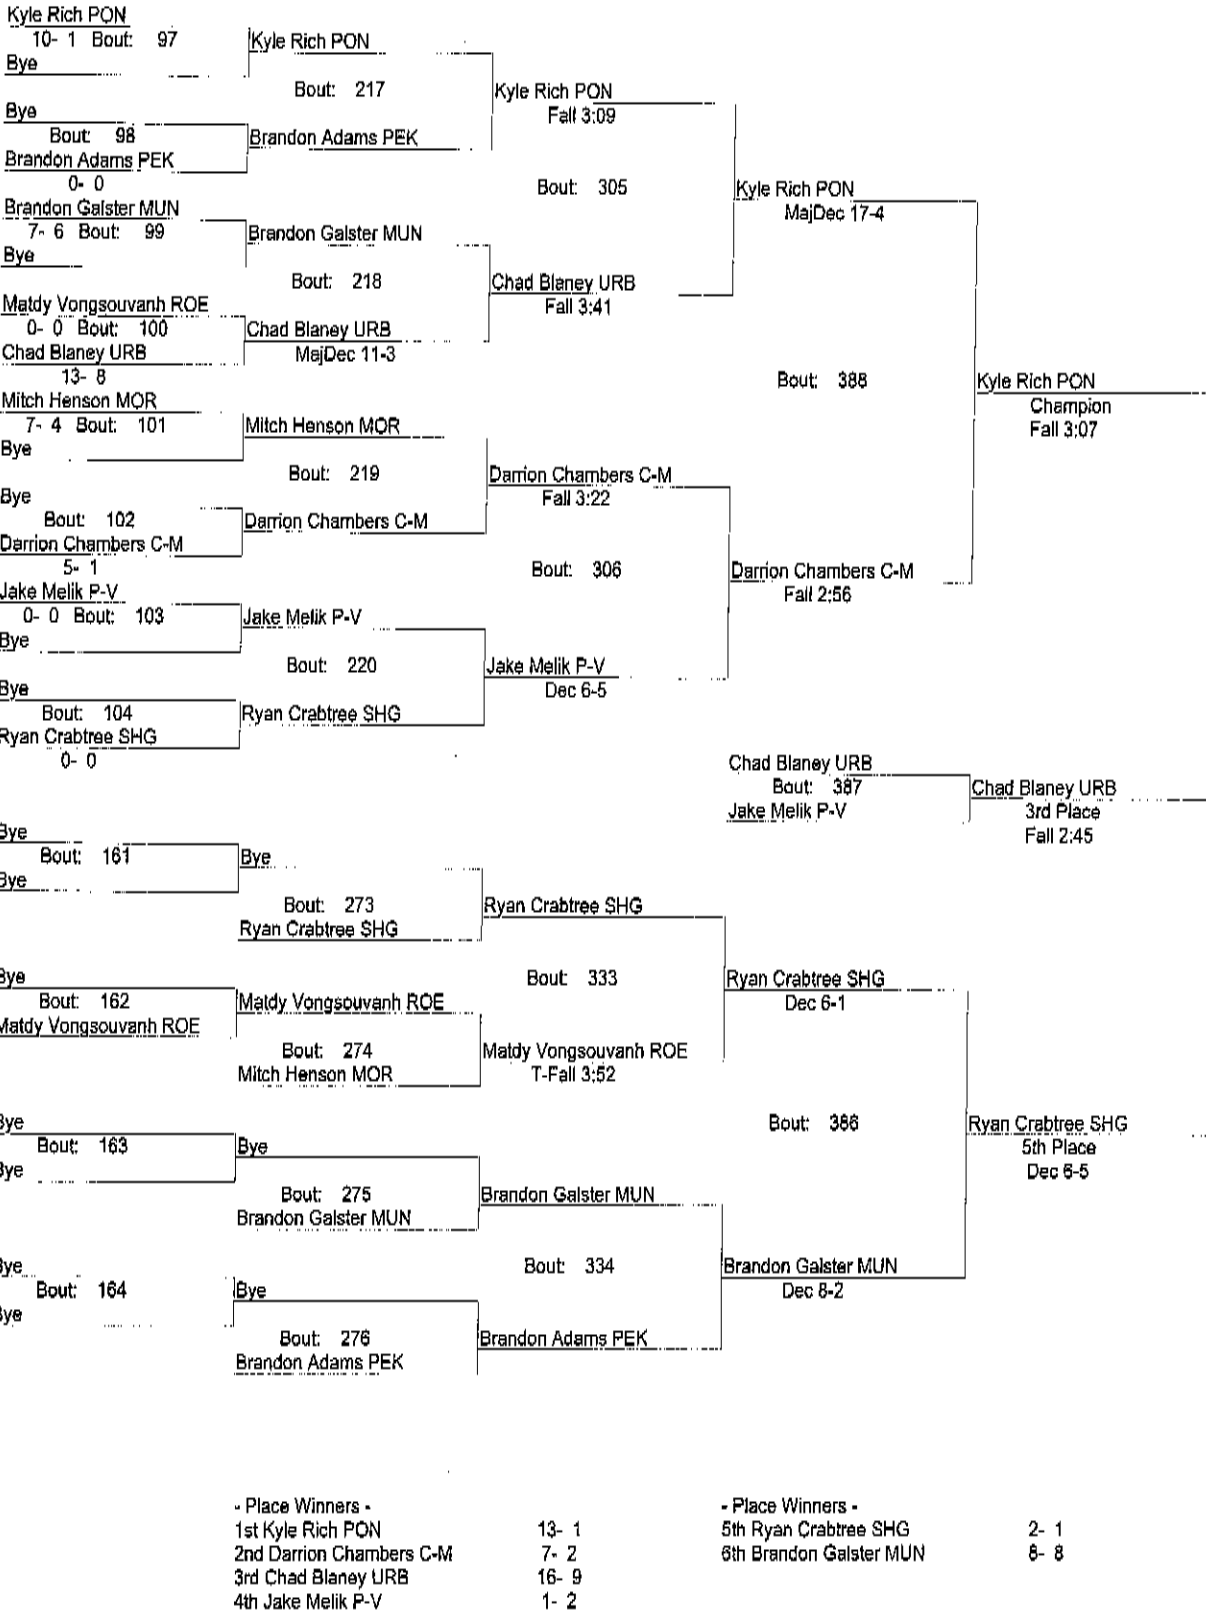 Kyle Rich PON
10- 1 Bout: 97
Bye
Bye
Bout: 98
Brandon Adams PEK
0- 0
Brandon Galster MUN
7- 6 Bout: 99
Bye
Matdy Vongsouvanh ROE
0- 0 Bout: 100
Chad Blaney URB
13- 8
Mitch Henson MOR
7- 4 Bout: 101
Bye
Bye
Bout: 102
Darrion Chambers C-M
5- 1
Jake Melik P-V
0- 0 Bout: 103
Bye
Bye
Bout: 104
Ryan Crabtree SHG
0- 0
Kyle Rich PON
Bout: 217
Brandon Adams PEK
Brandon Galster MUN
Bout: 218
Chad Blaney URB
MajDec 11-3
Mitch Henson MOR
Bout: 219
Darrion Chambers C-M
Jake Melik P-V
Bout: 220
Ryan Crabtree SHG
Kyle Rich PON
Fall 3:09
Bout: 305
Chad Blaney URB
Fall 3:41
Darrion Chambers C-M
Fall 3:22
Bout: 306
Jake Melik P-V
Dec 6-5
Kyle Rich PON
MajDec 17-4
Bout: 388
Darrion Chambers C-M
Fall 2:56
Kyle Rich PON
Champion
Fall 3:07
Chad Blaney URB
Bout: 387
Jake Melik P-V
Chad Blaney URB
3rd Place
Fall 2:45
Bye
Bout: 161
Bye
Bye
Bout: 162
Matdy Vongsouvanh ROE
Bye
Bout: 163
Bye
Bye
Bout: 164
Bye
Bye
Bout: 273
Ryan Crabtree SHG
Matdy Vongsouvanh ROE
Bout: 274
Mitch Henson MOR
Bye
Bout: 275
Brandon Galster MUN
Bye
Bout: 276
Brandon Adams PEK
Ryan Crabtree SHG
Bout: 333
Matdy Vongsouvanh ROE
T-Fall 3:52
Brandon Galster MUN
Bout: 334
Brandon Adams PEK
Ryan Crabtree SHG
Dec 6-1
Bout: 386
Brandon Galster MUN
Dec 8-2
Ryan Crabtree SHG
5th Place
Dec 6-5
- Place Winners -
1st Kyle Rich PON 13- 1
2nd Darrion Chambers C-M 7- 2
3rd Chad Blaney URB 16- 9
4th Jake Melik P-V 1- 2
- Place Winners -
5th Ryan Crabtree SHG 2- 1
6th Brandon Galster MUN 8- 8